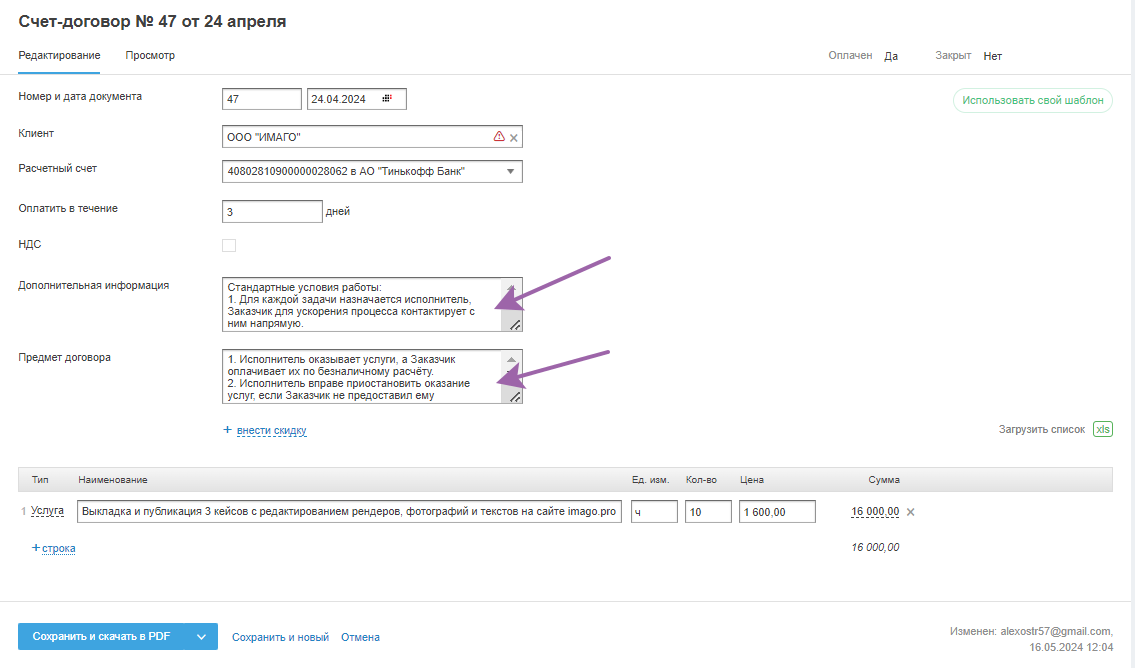 Счет-договор № 47 от 24 апреля
Редактирование Просмотр Оплачен Да Закрыт Нет
Номер и дата документа 47 24.04.2024 Использовать свой шаблон
Клиент ООО "ИМАГО"
Расчетный счет 40802810900000028062 в АО "Тинькофф Банк"
Оплатить в течение 3 дней
НДС
Дополнительная информация Стандартные условия работы:
1. Для каждой задачи назначается исполнитель,
Заказчик для ускорения процесса контактирует с
ним напрямую.
Предмет договора 1. Исполнитель оказывает услуги, а Заказчик
оплачивает их по безналичному расчёту.
2. Исполнитель вправе приостановить оказание
услуг, если Заказчик не предоставил ему
+ внести скидку Загрузить список xls
Тип Наименование Ед. изм. Кол-во Цена Сумма
1 Услуга Выкладка и публикация 3 кейсов с редактированием рендеров, фотографий и текстов на сайте imago.pro ч 10 1 600,00 16 000,00
+ строка 16 000,00
Сохранить и скачать в PDF Сохранить и новый Отмена Изменен: alexostr57@gmail.com,
16.05.2024 12:04